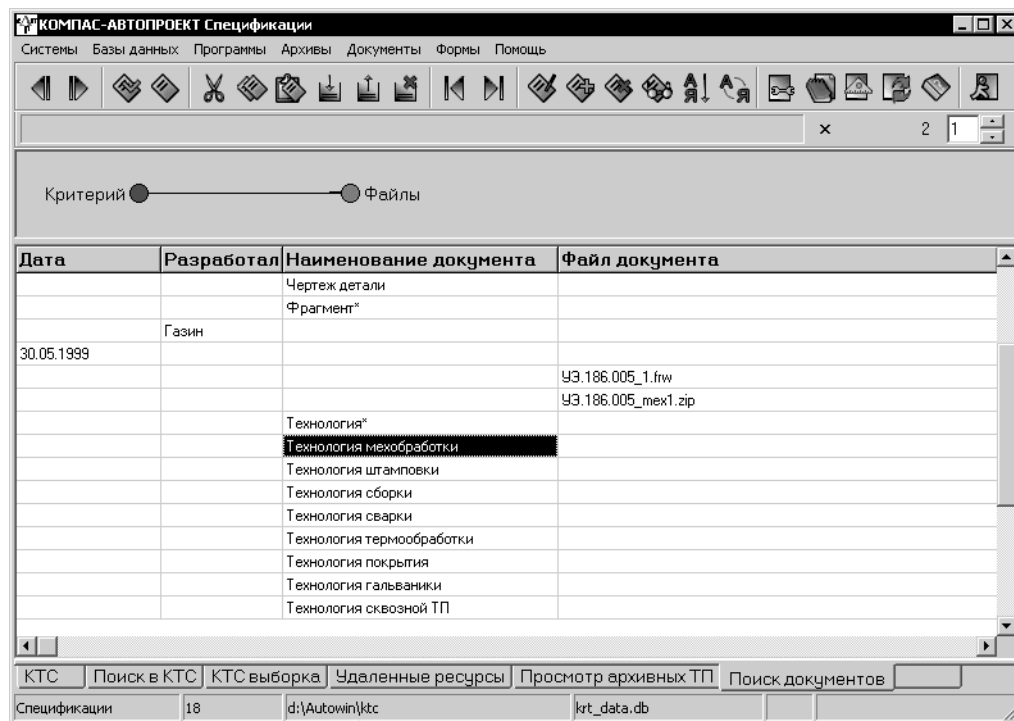 КОМПАС-АВТОПРОЕКТ Спецификации
Системы Базы данных Программы Архивы Документы Формы Помощь
× 2 1
Критерий Файлы
Дата Разработал Наименование документа Файл документа
Чертеж детали
Фрагмент*
Газин
30.05.1999
УЭ.186.005_1.frw
УЭ.186.005_mex1.zip
Технология*
Технология мехобработки
Технология штамповки
Технология сборки
Технология сварки
Технология термообработки
Технология покрытия
Технология гальваники
Технология сквозной ТП
КТС Поиск в КТС КТС выборка Удаленные ресурсы Просмотр архивных ТП Поиск документов
Спецификации 18 d:\Autowin\ktc krt_data.db